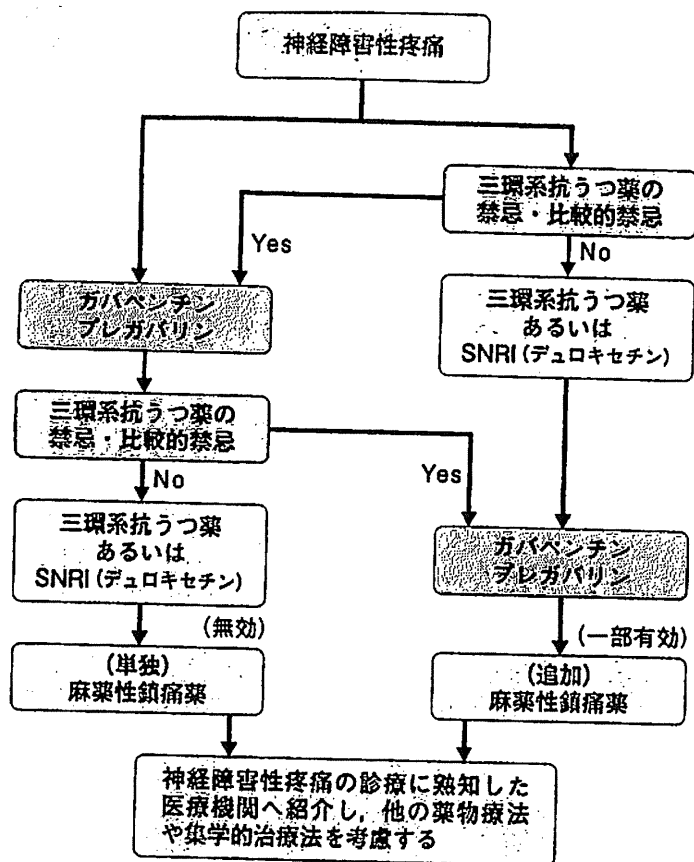 神経障害性疼痛
三環系抗うつ薬の
禁忌・比較的禁忌
Yes
No
ガバペンチン
プレガバリン
三環系抗うつ薬
あるいは
SNRI(デュロキセチン)
三環系抗うつ薬の
禁忌・比較的禁忌
No
Yes
三環系抗うつ薬
あるいは
SNRI(デュロキセチン)
ガバペンチン
プレガバリン
(無効)
(一部有効)
(単独)
麻薬性鎮痛薬
(追加)
麻薬性鎮痛薬
神経障害性疼痛の診療に熟知した
医療機関へ紹介し,他の薬物療法
や集学的治療法を考慮する